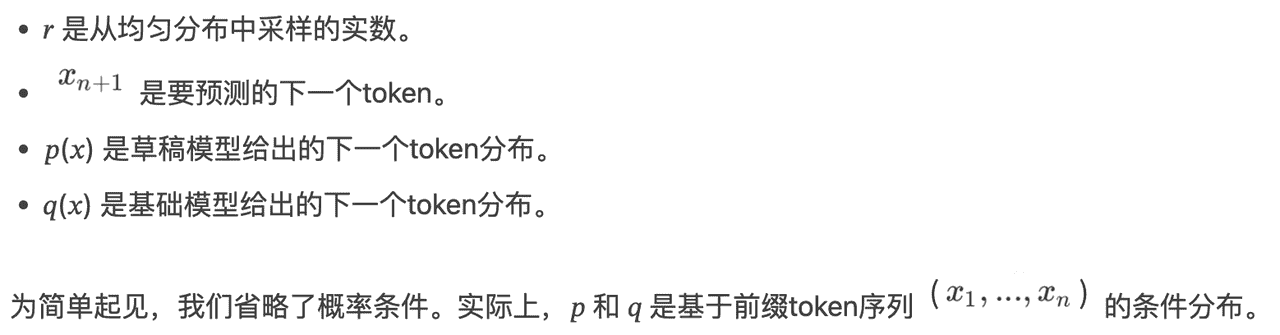 • r 是从均匀分布中采样的实数。
• xₙ₊₁ 是要预测的下一个token。
• p(x) 是草稿模型给出的下一个token分布。
• q(x) 是基础模型给出的下一个token分布。
为简单起见，我们省略了概率条件。实际上，p 和 q 是基于前缀token序列 (x₁, ..., xₙ) 的条件分布。